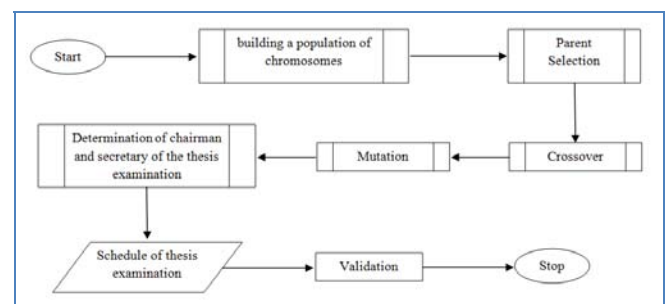 Start
building a population of
chromosomes
Parent
Selection
Crossover
Mutation
Determination of chairman
and secretary of the thesis
examination
Schedule of thesis
examination
Validation
Stop